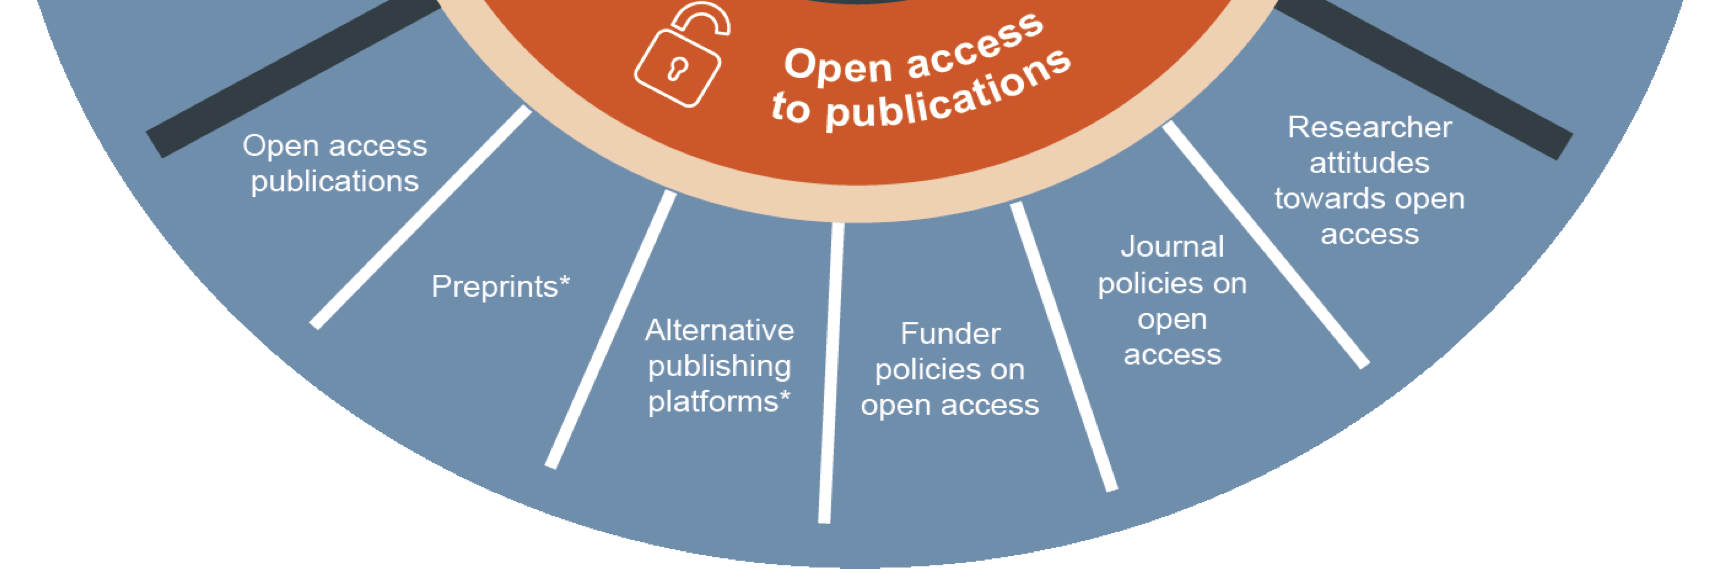 Open access
to publications
Open access
publications
Preprints*
Alternative
publishing
platforms*
Funder
policies on
open access
Journal
policies on
open
access
Researcher
attitudes
towards open
access